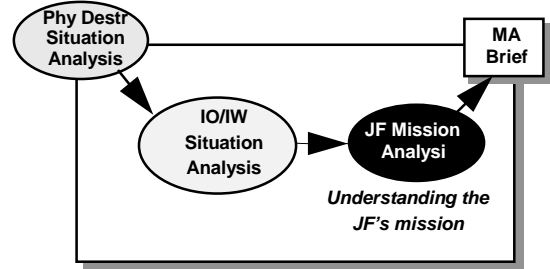 Phy Destr
Situation
Analysis
MA
Brief
IO/IW
Situation
Analysis
JF Mission
Analysi
Understanding the
JF's mission